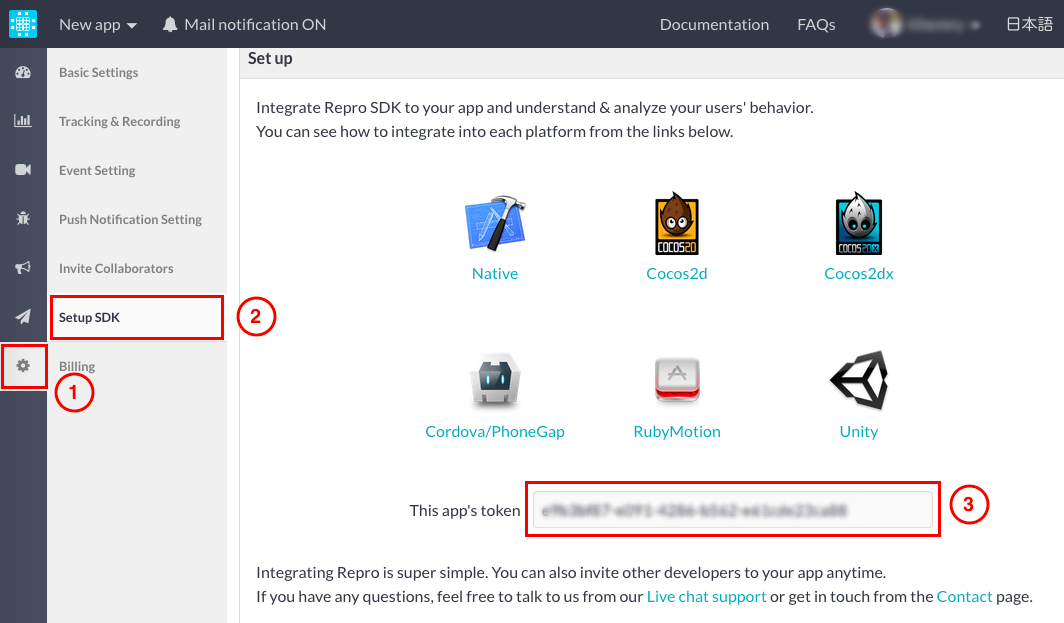 New app
Mail notification ON
Documentation
FAQs
日本語
Basic Settings
Tracking & Recording
Event Setting
Push Notification Setting
Invite Collaborators
Setup SDK
2
Billing
1
Set up
Integrate Repro SDK to your app and understand & analyze your users' behavior.
You can see how to integrate into each platform from the links below.
COCOS2D
COCOS2DX
Native
Cocos2d
Cocos2dx
Cordova/PhoneGap
RubyMotion
Unity
This app's token
3
Integrating Repro is super simple. You can also invite other developers to your app anytime.
If you have any questions, feel free to talk to us from our Live chat support or get in touch from the Contact page.